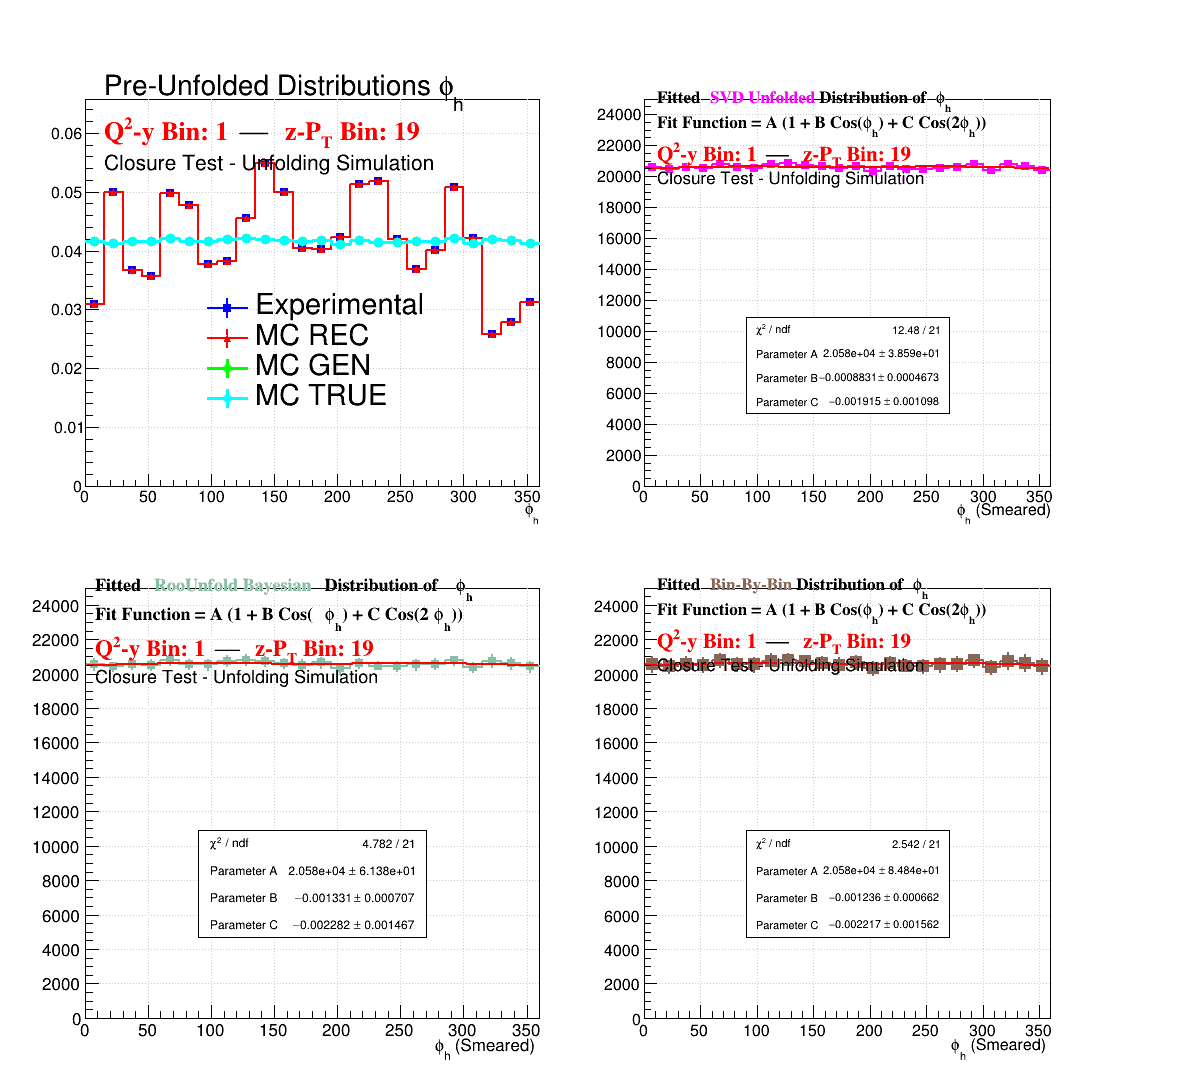 Pre-Unfolded Distributions ϕh
Q²-y Bin: 1 — z-PT Bin: 19
Closure Test - Unfolding Simulation
0.06
0.05
0.04
0.03
0.02
0.01
0
Experimental
MC REC
MC GEN
MC TRUE
0 50 100 150 200 250 300 350
ϕh
Fitted SVD Unfolded Distribution of ϕh
Fit Function = A (1 + B Cos(ϕh) + C Cos(2ϕh))
Q²-y Bin: 1 — z-PT Bin: 19
Closure Test - Unfolding Simulation
24000
22000
20000
18000
16000
14000
12000
10000
8000
6000
4000
2000
0
χ² / ndf 12.48 / 21
Parameter A 2.058e+04 ± 3.859e+01
Parameter B −0.0008831 ± 0.0004673
Parameter C −0.001915 ± 0.001098
0 50 100 150 200 250 300 350
ϕh (Smeared)
Fitted RooUnfold Bayesian Distribution of ϕh
Fit Function = A (1 + B Cos( ϕh) + C Cos(2 ϕh))
Q²-y Bin: 1 — z-PT Bin: 19
Closure Test - Unfolding Simulation
24000
22000
20000
18000
16000
14000
12000
10000
8000
6000
4000
2000
0
χ² / ndf 4.782 / 21
Parameter A 2.058e+04 ± 6.138e+01
Parameter B −0.001331 ± 0.000707
Parameter C −0.002282 ± 0.001467
0 50 100 150 200 250 300 350
ϕh (Smeared)
Fitted Bin-By-Bin Distribution of ϕh
Fit Function = A (1 + B Cos(ϕh) + C Cos(2ϕh))
Q²-y Bin: 1 — z-PT Bin: 19
Closure Test - Unfolding Simulation
24000
22000
20000
18000
16000
14000
12000
10000
8000
6000
4000
2000
0
χ² / ndf 2.542 / 21
Parameter A 2.058e+04 ± 8.484e+01
Parameter B −0.001236 ± 0.000662
Parameter C −0.002217 ± 0.001562
0 50 100 150 200 250 300 350
ϕh (Smeared)